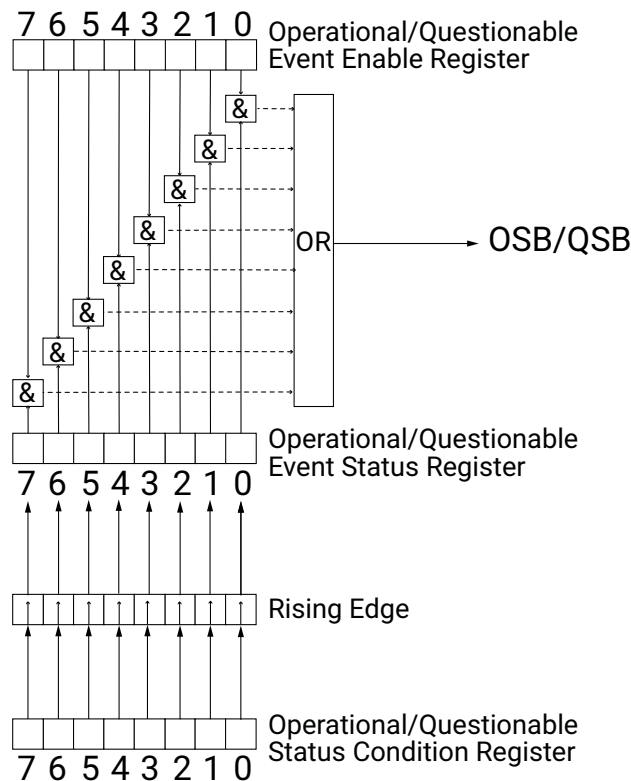 7 6 5 4 3 2 1 0
Operational/Questionable
Event Enable Register
&
&
&
&
OR
OSB/QSB
&
&
&
&
Operational/Questionable
Event Status Register
7 6 5 4 3 2 1 0
Rising Edge
Operational/Questionable
Status Condition Register
7 6 5 4 3 2 1 0